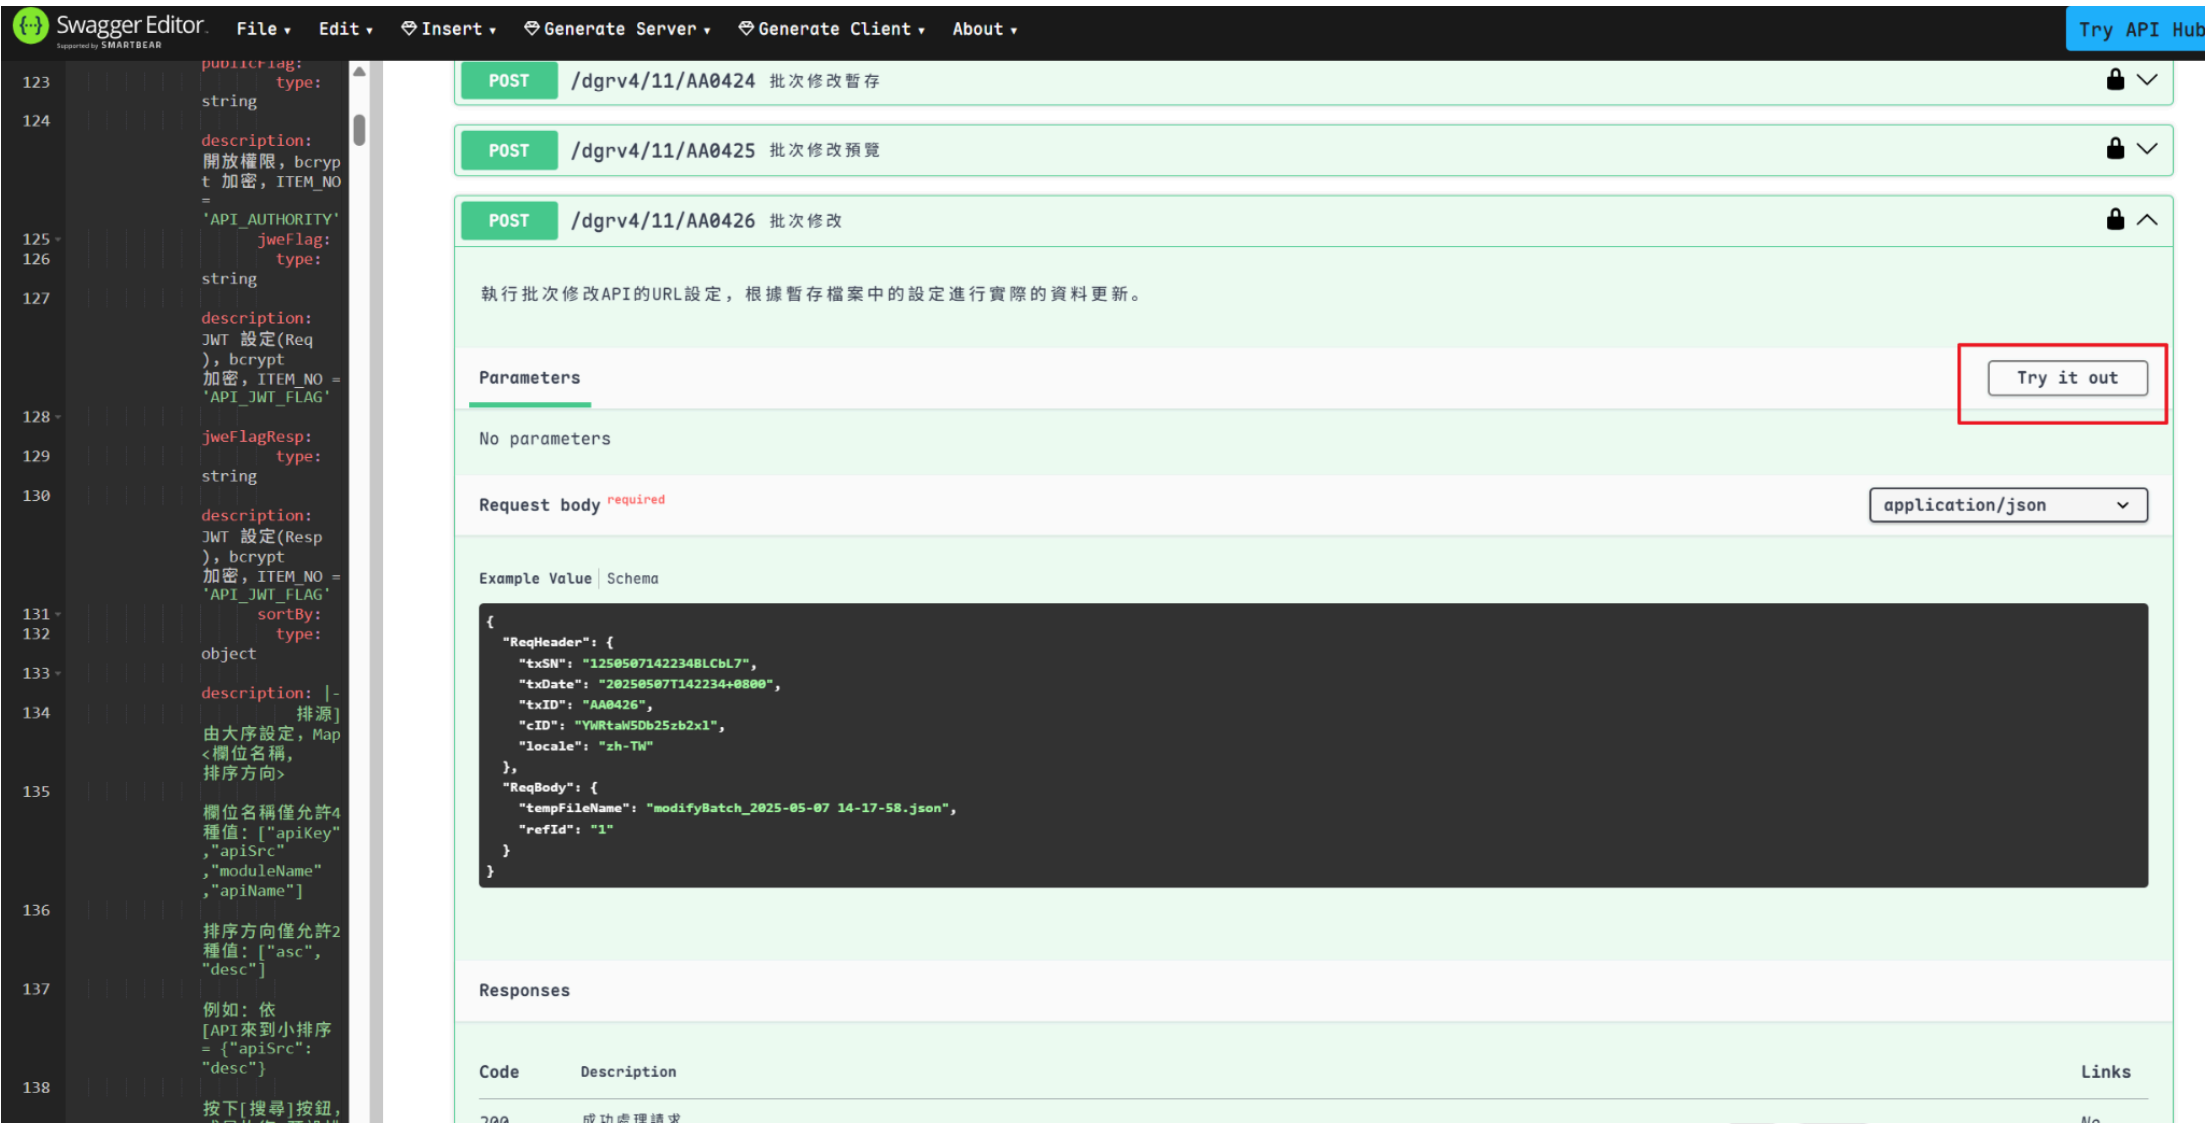 Swagger Editor
Supported by SMARTBEAR
File
Edit
Insert
Generate Server
Generate Client
About
Try API Hub
publicFlag:
123 type:
string
124
description:
開放權限, bcryp
t 加密, ITEM_NO
=
'API_AUTHORITY'
125 jweFlag:
126 type:
string
127
description:
JWT 設定(Req
), bcrypt
加密, ITEM_NO =
'API_JWT_FLAG'
128
jweFlagResp:
129 type:
string
130
description:
JWT 設定(Resp
), bcrypt
加密, ITEM_NO =
'API_JWT_FLAG'
131 sortBy:
132 type:
object
133
description: |-
134 排源]
由大序設定, Map
<欄位名稱,
排序方向>
135
欄位名稱僅允許4
種值: ["apiKey"
,"apiSrc"
,"moduleName"
,"apiName"]
136
排序方向僅允許2
種值: ["asc",
"desc"]
137
例如: 依
[API來到小排序
= {"apiSrc":
"desc"}
138
按下[搜尋]按鈕,
POST /dgrv4/11/AA0424 批次修改暫存
POST /dgrv4/11/AA0425 批次修改預覽
POST /dgrv4/11/AA0426 批次修改
執行批次修改API的URL設定, 根據暫存檔案中的設定進行實際的資料更新。
Parameters
Try it out
No parameters
Request body required
application/json
Example Value | Schema
{
"ReqHeader": {
"txSN": "1250507142234BLCbL7",
"txDate": "20250507T142234+0800",
"txID": "AA0426",
"cID": "YWRtaW5Db25zb2xl",
"locale": "zh-TW"
},
"ReqBody": {
"tempFileName": "modifyBatch_2025-05-07 14-17-58.json",
"refId": "1"
}
}
Responses
Code Description Links
200 成功處理請求 No